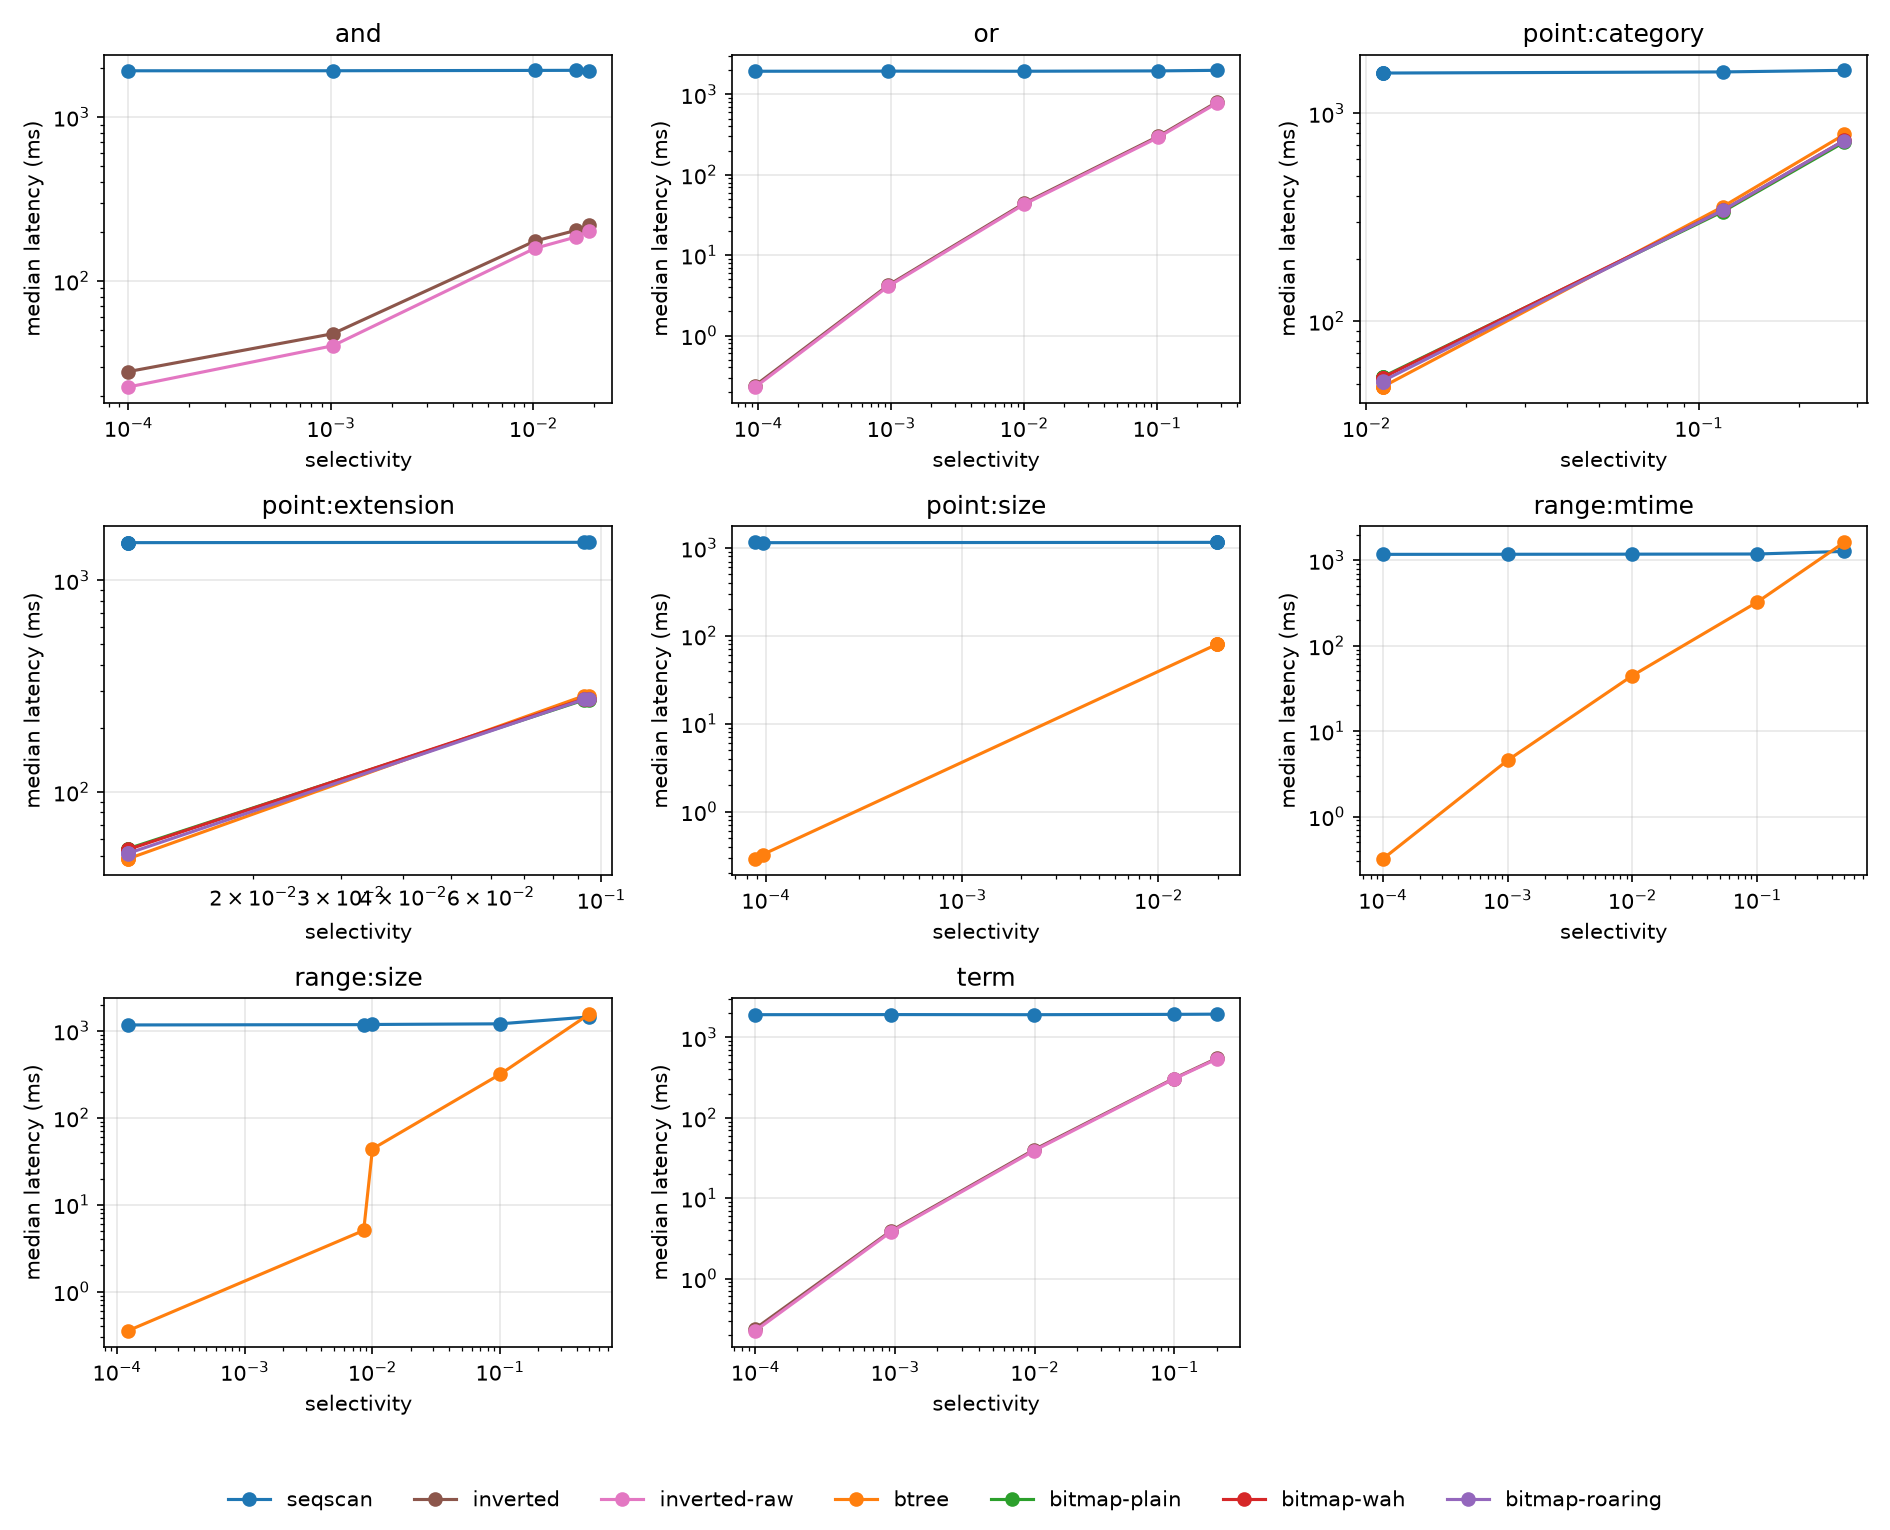 and
or
point:category
median latency (ms)
10³
10²
10⁻⁴
10⁻³
10⁻²
selectivity
median latency (ms)
10³
10²
10¹
10⁰
10⁻⁴
10⁻³
10⁻²
10⁻¹
selectivity
median latency (ms)
10³
10²
10⁻²
10⁻¹
selectivity
point:extension
point:size
range:mtime
median latency (ms)
10³
10²
2 × 10⁻²
3 × 10⁻²
4 × 10⁻²
6 × 10⁻²
10⁻¹
selectivity
median latency (ms)
10³
10²
10¹
10⁰
10⁻⁴
10⁻³
10⁻²
selectivity
median latency (ms)
10³
10²
10¹
10⁰
10⁻⁴
10⁻³
10⁻²
10⁻¹
selectivity
range:size
term
median latency (ms)
10³
10²
10¹
10⁰
10⁻⁴
10⁻³
10⁻²
10⁻¹
selectivity
median latency (ms)
10³
10²
10¹
10⁰
10⁻⁴
10⁻³
10⁻²
10⁻¹
selectivity
seqscan inverted inverted-raw btree bitmap-plain bitmap-wah bitmap-roaring